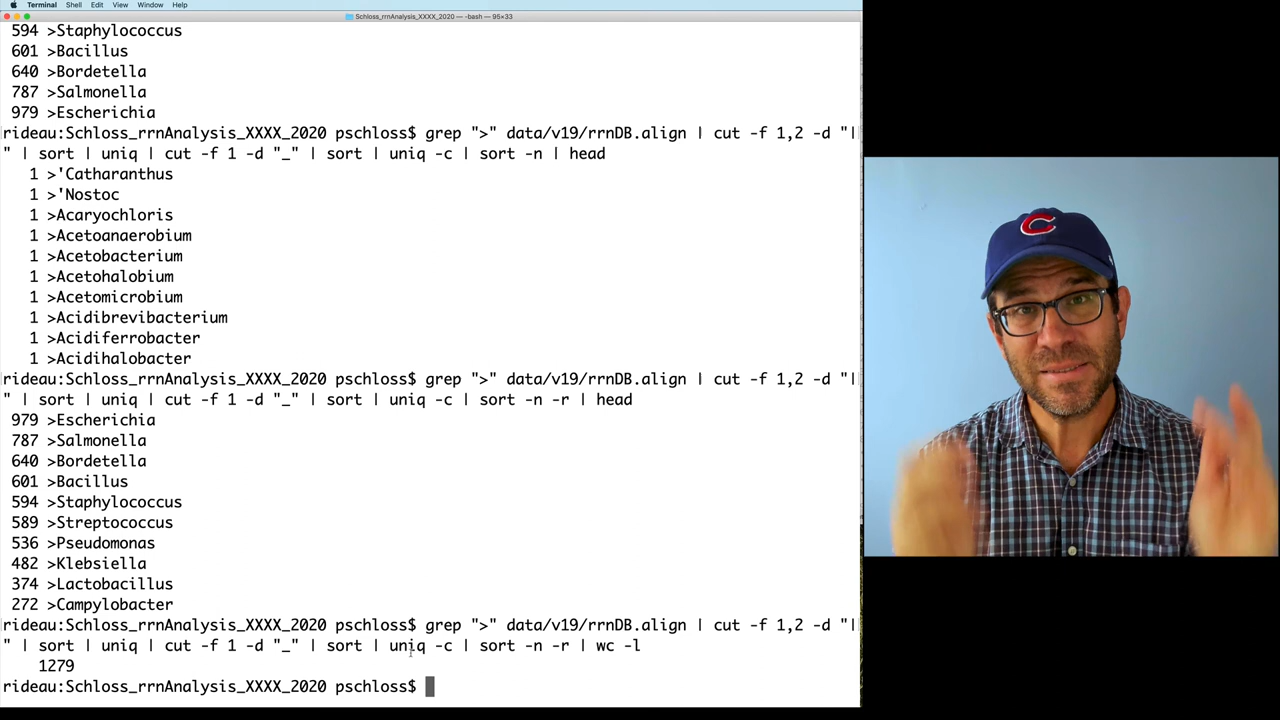 Terminal Shell Edit View Window Help
Schloss_rrnAnalysis_XXXX_2020 — -bash — 95×33
594 >Staphylococcus
601 >Bacillus
640 >Bordetella
787 >Salmonella
979 >Escherichia
rideau:Schloss_rrnAnalysis_XXXX_2020 pschloss$ grep ">" data/v19/rrnDB.align | cut -f 1,2 -d "|
" | sort | uniq | cut -f 1 -d "_" | sort | uniq -c | sort -n | head
1 >'Catharanthus
1 >'Nostoc
1 >Acaryochloris
1 >Acetoanaerobium
1 >Acetobacterium
1 >Acetohalobium
1 >Acetomicrobium
1 >Acidibrevibacterium
1 >Acidiferrobacter
1 >Acidihalobacter
rideau:Schloss_rrnAnalysis_XXXX_2020 pschloss$ grep ">" data/v19/rrnDB.align | cut -f 1,2 -d "|
" | sort | uniq | cut -f 1 -d "_" | sort | uniq -c | sort -n -r | head
979 >Escherichia
787 >Salmonella
640 >Bordetella
601 >Bacillus
594 >Staphylococcus
589 >Streptococcus
536 >Pseudomonas
482 >Klebsiella
374 >Lactobacillus
272 >Campylobacter
rideau:Schloss_rrnAnalysis_XXXX_2020 pschloss$ grep ">" data/v19/rrnDB.align | cut -f 1,2 -d "|
" | sort | uniq | cut -f 1 -d "_" | sort | uniq -c | sort -n -r | wc -l
1279
rideau:Schloss_rrnAnalysis_XXXX_2020 pschloss$
C